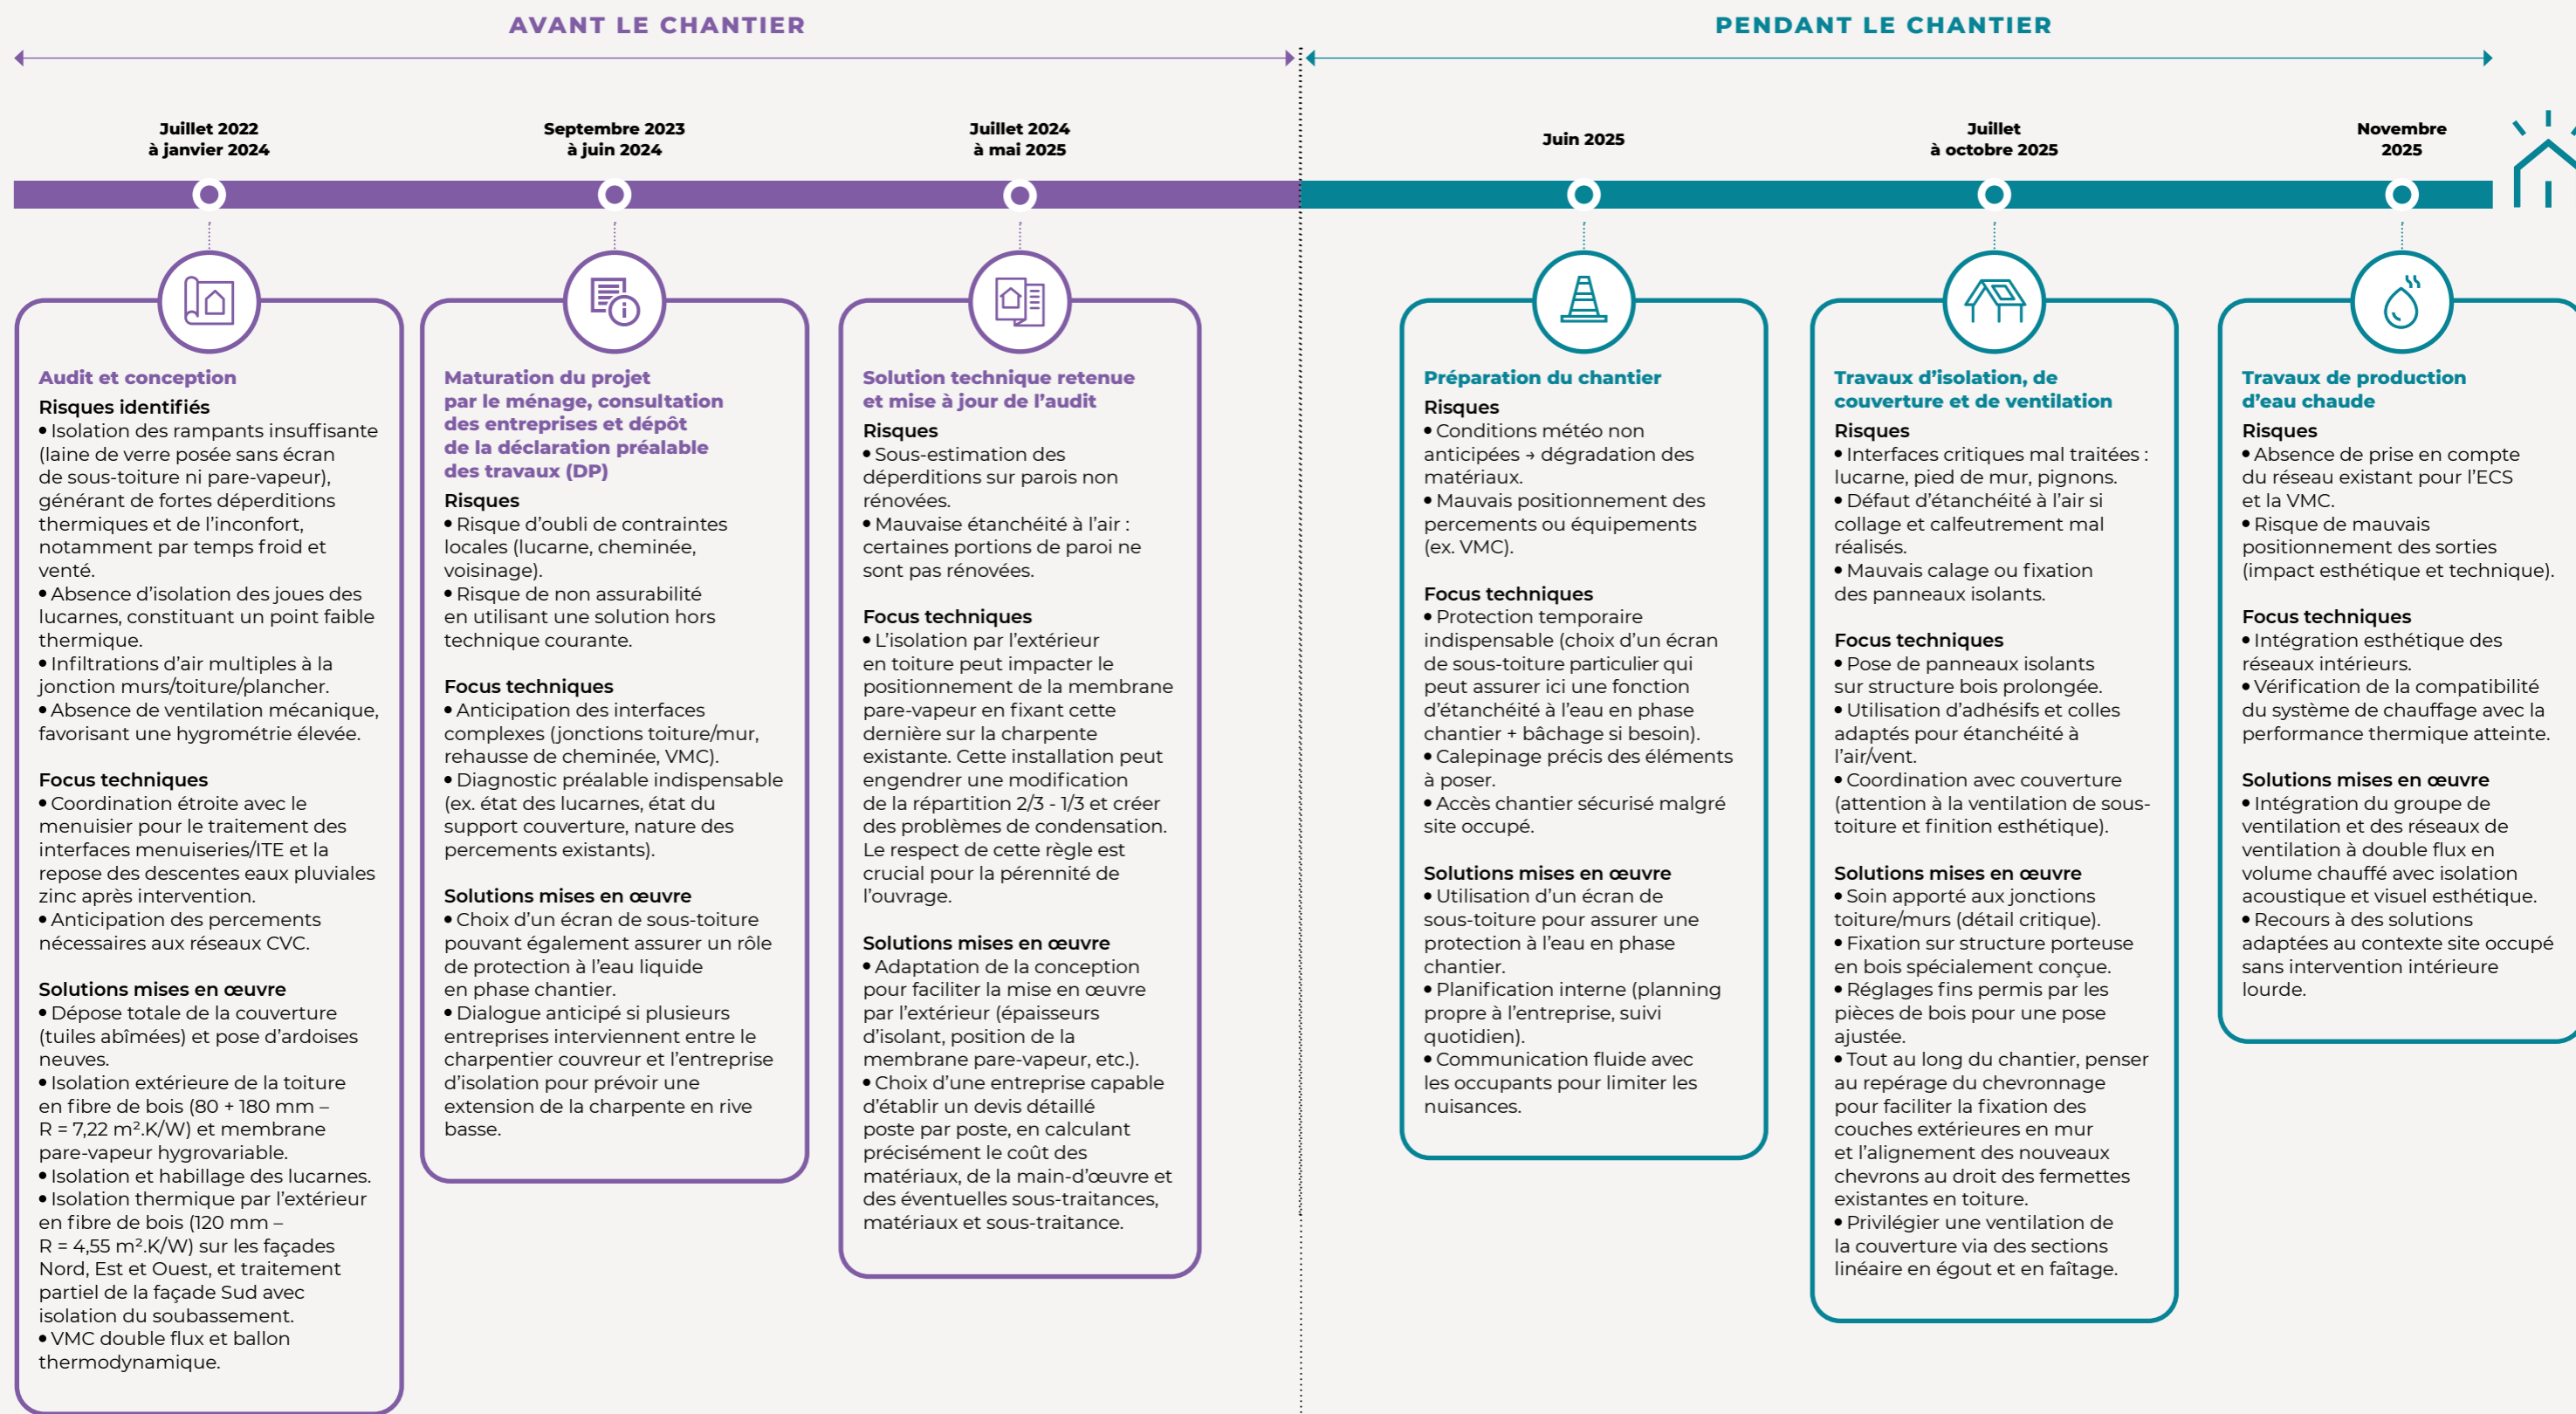 AVANT LE CHANTIER
PENDANT LE CHANTIER
Juillet 2022
à janvier 2024
Septembre 2023
à juin 2024
Juillet 2024
à mai 2025
Juin 2025
Juillet
à octobre 2025
Novembre
2025
Audit et conception
Risques identifiés
• Isolation des rampants insuffisante
(laine de verre posée sans écran
de sous-toiture ni pare-vapeur),
générant de fortes déperditions
thermiques et de l’inconfort,
notamment par temps froid et
venté.
• Absence d’isolation des joues des
lucarnes, constituant un point faible
thermique.
• Infiltrations d’air multiples à la
jonction murs/toiture/plancher.
• Absence de ventilation mécanique,
favorisant une hygrométrie élevée.
Focus techniques
• Coordination étroite avec le
menuisier pour le traitement des
interfaces menuiseries/ITE et la
repose des descentes eaux pluviales
zinc après intervention.
• Anticipation des percements
nécessaires aux réseaux CVC.
Solutions mises en œuvre
• Dépose totale de la couverture
(tuiles abîmées) et pose d’ardoises
neuves.
• Isolation extérieure de la toiture
en fibre de bois (80 + 180 mm –
R = 7,22 m².K/W) et membrane
pare-vapeur hygrovariable.
• Isolation et habillage des lucarnes.
• Isolation thermique par l’extérieur
en fibre de bois (120 mm –
R = 4,55 m².K/W) sur les façades
Nord, Est et Ouest, et traitement
partiel de la façade Sud avec
isolation du soubassement.
• VMC double flux et ballon
thermodynamique.
Maturation du projet
par le ménage, consultation
des entreprises et dépôt
de la déclaration préalable
des travaux (DP)
Risques
• Risque d’oubli de contraintes
locales (lucarne, cheminée,
voisinage).
• Risque de non assurabilité
en utilisant une solution hors
technique courante.
Focus techniques
• Anticipation des interfaces
complexes (jonctions toiture/mur,
rehausse de cheminée, VMC).
• Diagnostic préalable indispensable
(ex. état des lucarnes, état du
support couverture, nature des
percements existants).
Solutions mises en œuvre
• Choix d’un écran de sous-toiture
pouvant également assurer un rôle
de protection à l’eau liquide
en phase chantier.
• Dialogue anticipé si plusieurs
entreprises interviennent entre le
charpentier couvreur et l’entreprise
d’isolation pour prévoir une
extension de la charpente en rive
basse.
Solution technique retenue
et mise à jour de l’audit
Risques
• Sous-estimation des
déperditions sur parois non
rénovées.
• Mauvaise étanchéité à l’air :
certaines portions de paroi ne
sont pas rénovées.
Focus techniques
• L’isolation par l’extérieur
en toiture peut impacter le
positionnement de la membrane
pare-vapeur en fixant cette
dernière sur la charpente
existante. Cette installation peut
engendrer une modification
de la répartition 2/3 - 1/3 et créer
des problèmes de condensation.
Le respect de cette règle est
crucial pour la pérennité de
l’ouvrage.
Solutions mises en œuvre
• Adaptation de la conception
pour faciliter la mise en œuvre
par l’extérieur (épaisseurs
d’isolant, position de la
membrane pare-vapeur, etc.).
• Choix d’une entreprise capable
d’établir un devis détaillé
poste par poste, en calculant
précisément le coût des
matériaux, de la main-d’œuvre et
des éventuelles sous-traitances,
matériaux et sous-traitance.
Préparation du chantier
Risques
• Conditions météo non
anticipées → dégradation des
matériaux.
• Mauvais positionnement des
percements ou équipements
(ex. VMC).
Focus techniques
• Protection temporaire
indispensable (choix d’un écran
de sous-toiture particulier qui
peut assurer ici une fonction
d’étanchéité à l’eau en phase
chantier + bâchage si besoin).
• Calepinage précis des éléments
à poser.
• Accès chantier sécurisé malgré
site occupé.
Solutions mises en œuvre
• Utilisation d’un écran de
sous-toiture pour assurer une
protection à l’eau en phase
chantier.
• Planification interne (planning
propre à l’entreprise, suivi
quotidien).
• Communication fluide avec
les occupants pour limiter les
nuisances.
Travaux d’isolation, de
couverture et de ventilation
Risques
• Interfaces critiques mal traitées :
lucarne, pied de mur, pignons.
• Défaut d’étanchéité à l’air si
collage et calfeutrement mal
réalisés.
• Mauvais calage ou fixation
des panneaux isolants.
Focus techniques
• Pose de panneaux isolants
sur structure bois prolongée.
• Utilisation d’adhésifs et colles
adaptés pour étanchéité à
l’air/vent.
• Coordination avec couverture
(attention à la ventilation de sous-
toiture et finition esthétique).
Solutions mises en œuvre
• Soin apporté aux jonctions
toiture/murs (détail critique).
• Fixation sur structure porteuse
en bois spécialement conçue.
• Réglages fins permis par les
pièces de bois pour une pose
ajustée.
• Tout au long du chantier, penser
au repérage du chevronnage
pour faciliter la fixation des
couches extérieures en mur
et l’alignement des nouveaux
chevrons au droit des fermettes
existantes en toiture.
• Privilégier une ventilation de
la couverture via des sections
linéaire en égout et en faîtage.
Travaux de production
d’eau chaude
Risques
• Absence de prise en compte
du réseau existant pour l’ECS
et la VMC.
• Risque de mauvais
positionnement des sorties
(impact esthétique et technique).
Focus techniques
• Intégration esthétique des
réseaux intérieurs.
• Vérification de la compatibilité
du système de chauffage avec la
performance thermique atteinte.
Solutions mises en œuvre
• Intégration du groupe de
ventilation et des réseaux de
ventilation à double flux en
volume chauffé avec isolation
acoustique et visuel esthétique.
• Recours à des solutions
adaptées au contexte site occupé
sans intervention intérieure
lourde.